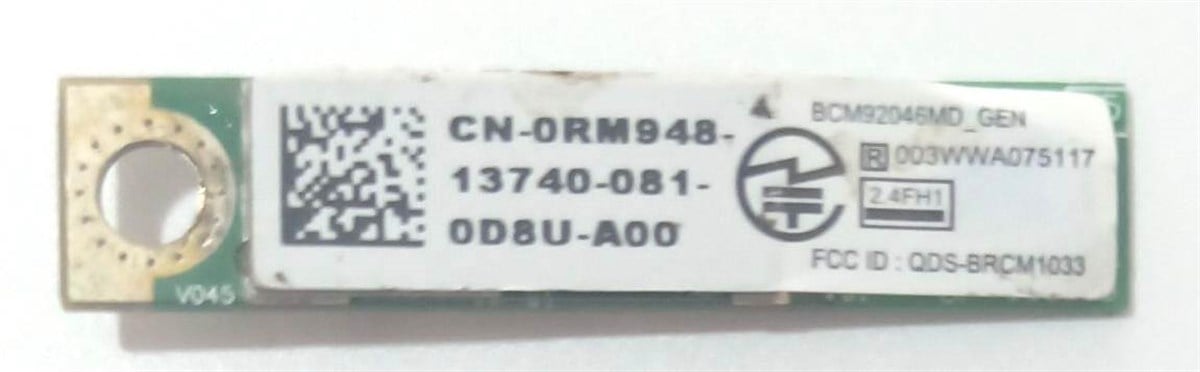 CN-0RM948-
13740-081-
0D8U-A00
BCM92046MD_GEN
R 003WWA075117
2.4FH1
FCC ID : QDS-BRCM1033
V045